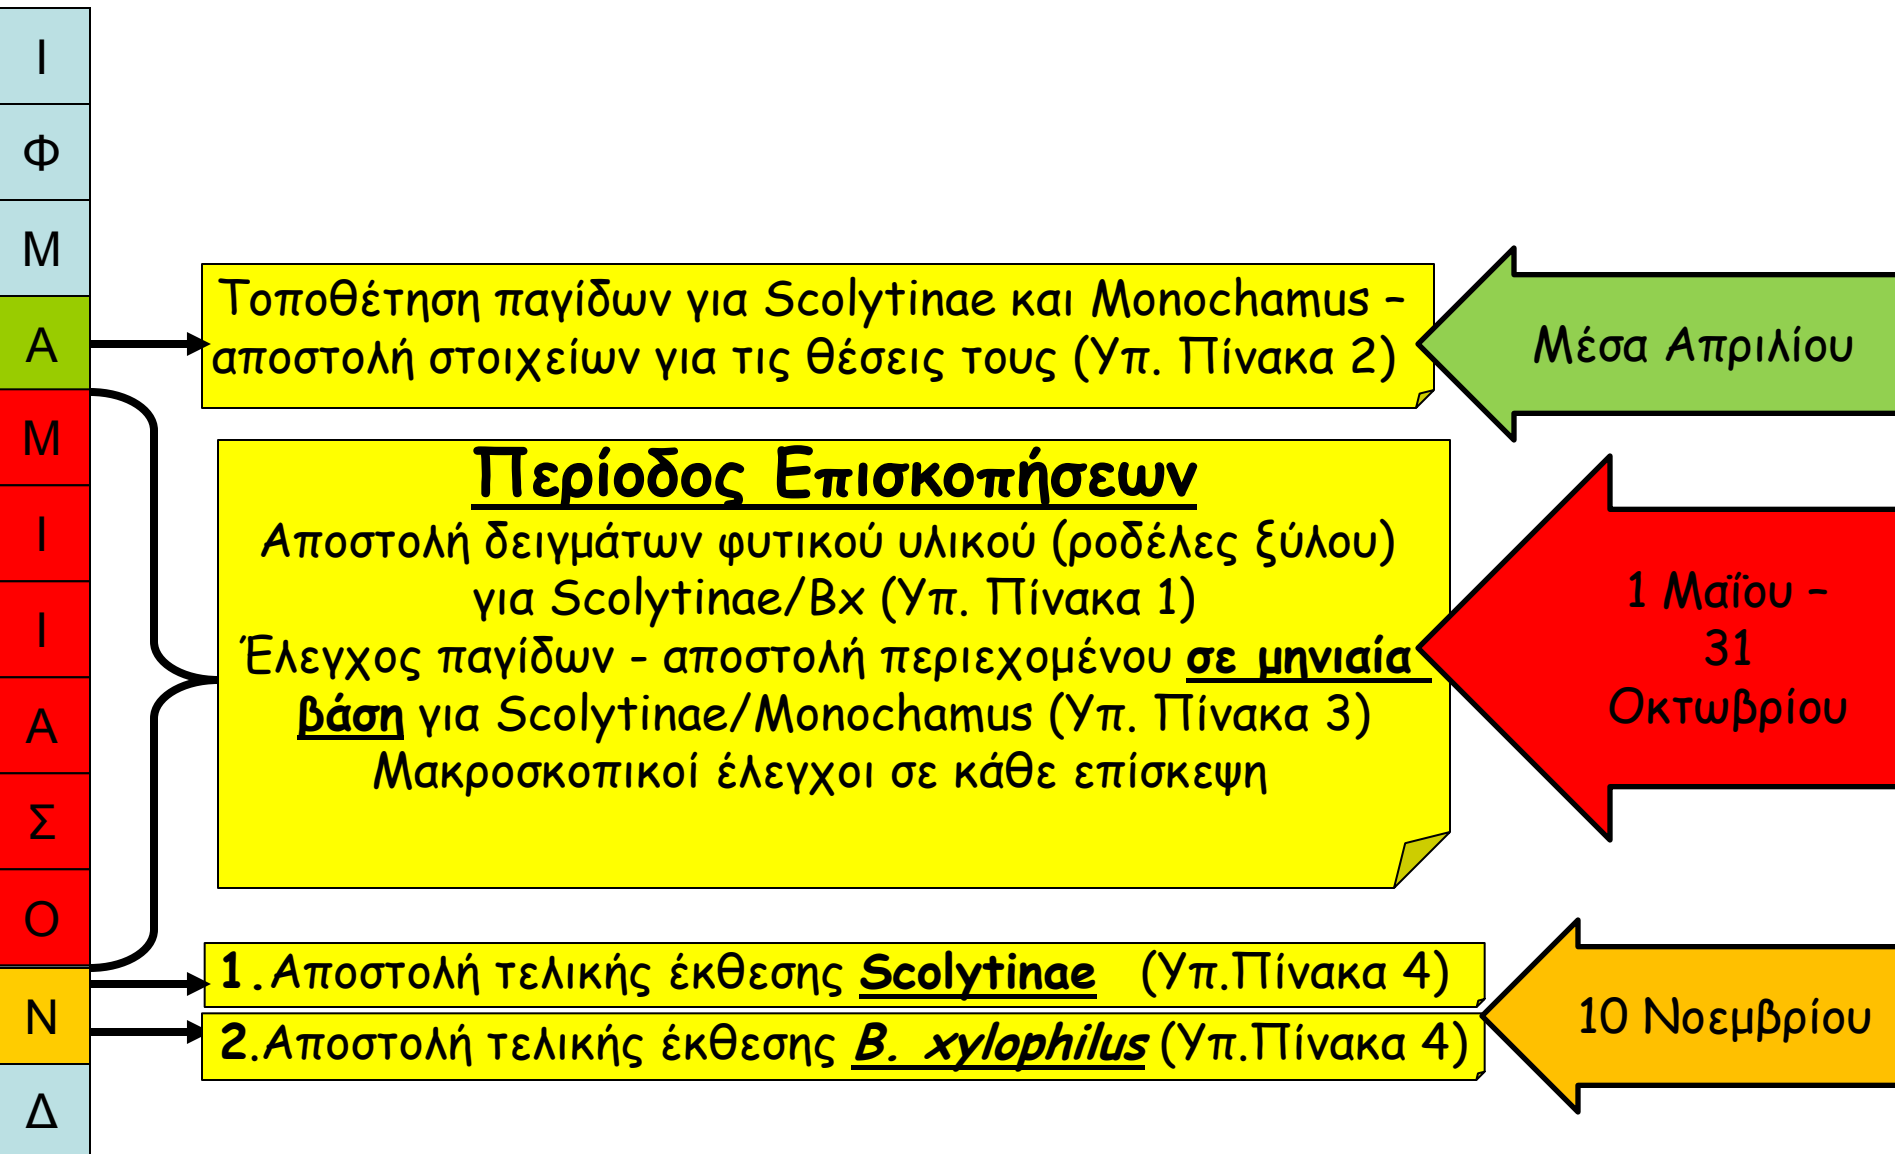 Ι
Φ
Μ
Α
Μ
Ι
Ι
Α
Σ
Ο
Ν
Δ
Τοποθέτηση παγίδων για Scolytinae και Monochamus –
αποστολή στοιχείων για τις θέσεις τους (Υπ. Πίνακα 2)
Μέσα Απριλίου
Περίοδος Επισκοπήσεων
Αποστολή δειγμάτων φυτικού υλικού (ροδέλες ξύλου)
για Scolytinae/Bx (Υπ. Πίνακα 1)
Έλεγχος παγίδων - αποστολή περιεχομένου σε μηνιαία
βάση για Scolytinae/Monochamus (Υπ. Πίνακα 3)
Μακροσκοπικοί έλεγχοι σε κάθε επίσκεψη
1 Μαΐου –
31
Οκτωβρίου
1.Αποστολή τελικής έκθεσης Scolytinae (Υπ.Πίνακα 4)
2.Αποστολή τελικής έκθεσης B. xylophilus (Υπ.Πίνακα 4)
10 Νοεμβρίου